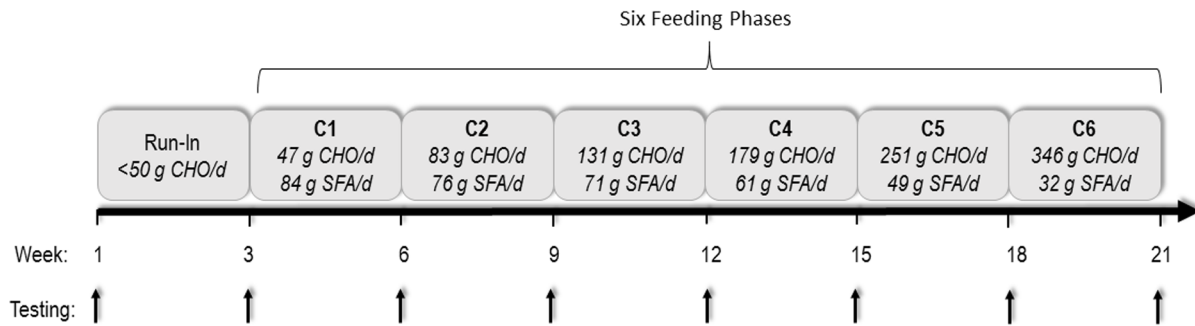 Six Feeding Phases
Run-In
<50 g CHO/d
C1
47 g CHO/d
84 g SFA/d
C2
83 g CHO/d
76 g SFA/d
C3
131 g CHO/d
71 g SFA/d
C4
179 g CHO/d
61 g SFA/d
C5
251 g CHO/d
49 g SFA/d
C6
346 g CHO/d
32 g SFA/d
Week: 1 3 6 9 12 15 18 21
Testing: